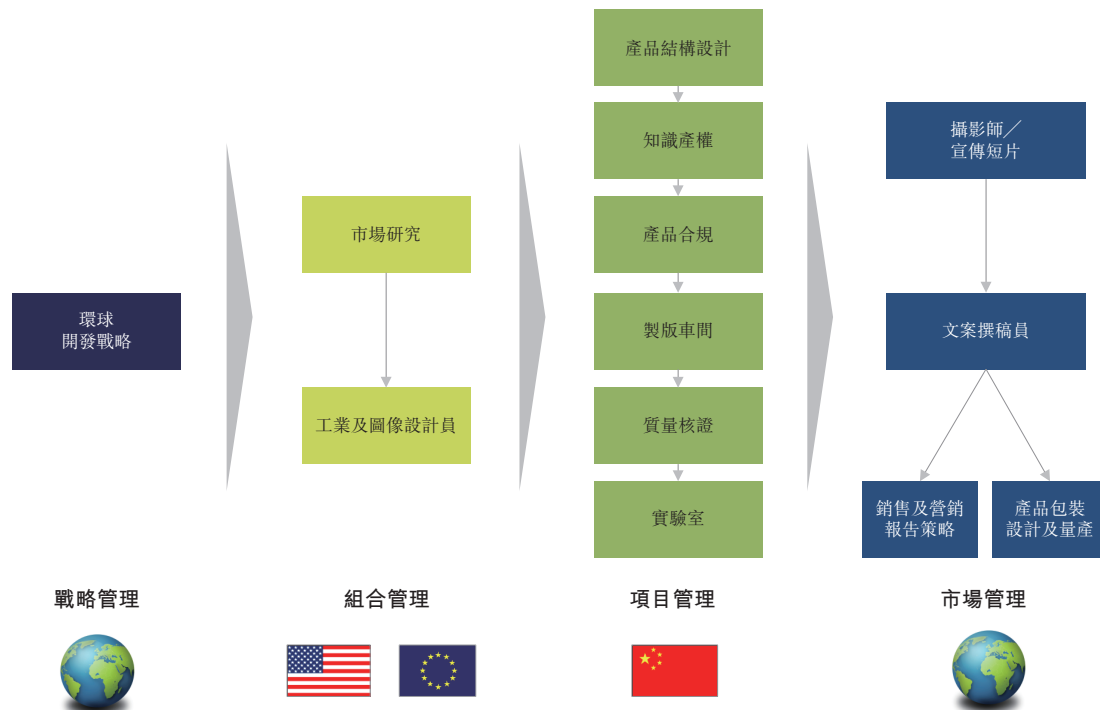 環球
開發戰略
市場研究
工業及圖像設計員
產品結構設計
知識產權
產品合規
製版車間
質量核證
實驗室
攝影師／
宣傳短片
文案撰稿員
銷售及營銷
報告策略
產品包裝
設計及量產
戰略管理
組合管理
項目管理
市場管理